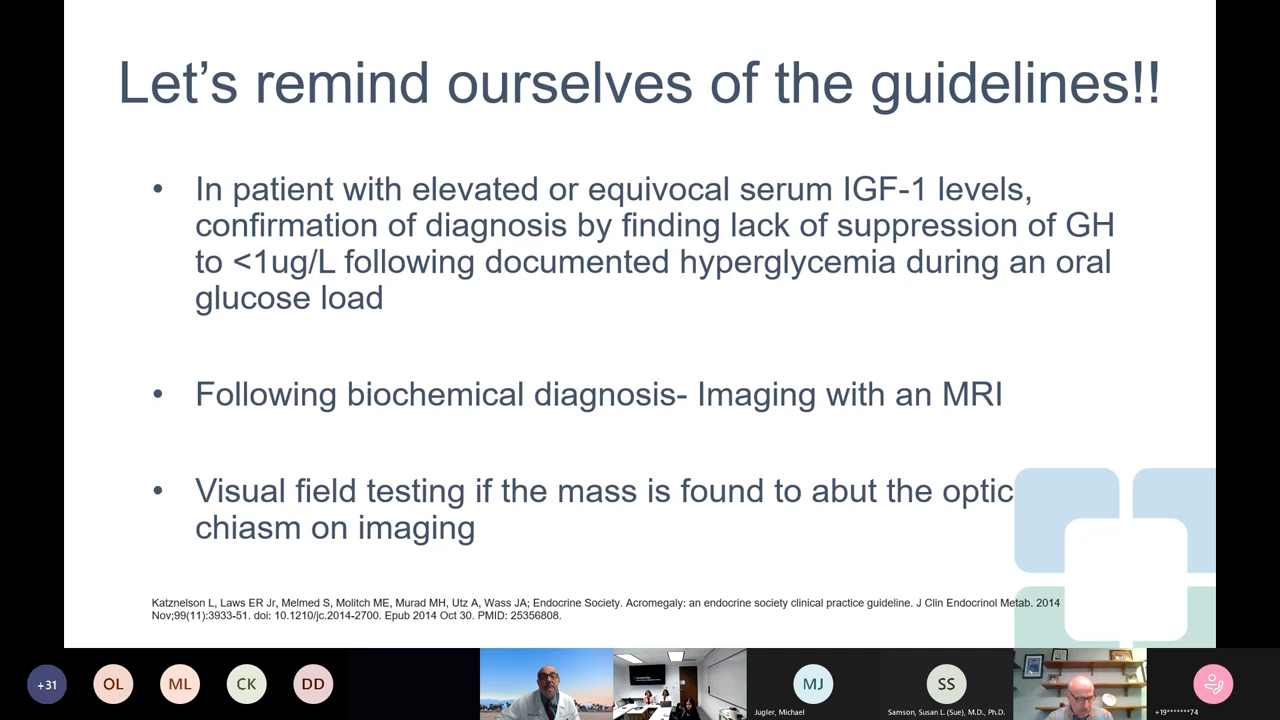 Let's remind ourselves of the guidelines!!
• In patient with elevated or equivocal serum IGF-1 levels,
confirmation of diagnosis by finding lack of suppression of GH
to <1ug/L following documented hyperglycemia during an oral
glucose load
• Following biochemical diagnosis- Imaging with an MRI
• Visual field testing if the mass is found to abut the optic
chiasm on imaging
Katznelson L, Laws ER Jr, Melmed S, Molitch ME, Murad MH, Utz A, Wass JA; Endocrine Society. Acromegaly: an endocrine society clinical practice guideline. J Clin Endocrinol Metab. 2014
Nov;99(11):3933-51. doi: 10.1210/jc.2014-2700. Epub 2014 Oct 30. PMID: 25356808.
+31
OL
ML
CK
DD
MJ
Jugler, Michael
SS
Samson, Susan L. (Sue), M.D., Ph.D.
+19*******74